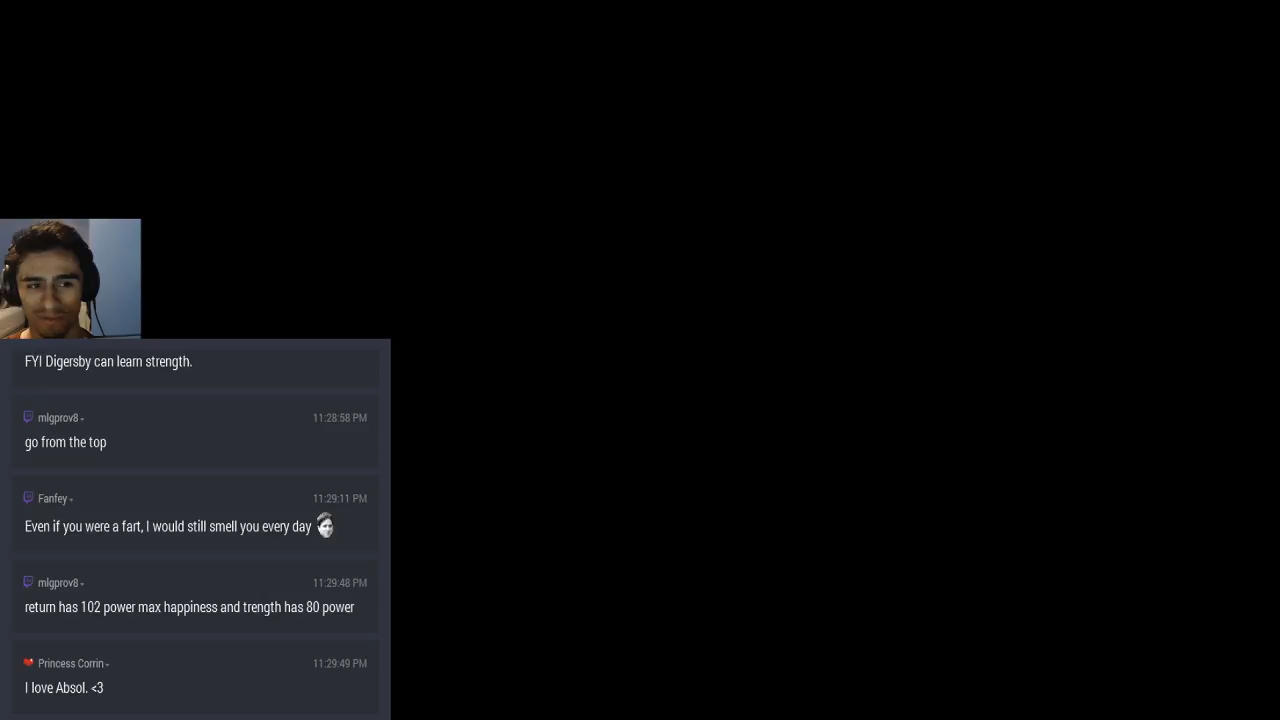 FYI Digersby can learn strength.
mlgprov8 11:28:58 PM
go from the top
Fanfey 11:29:11 PM
Even if you were a fart, I would still smell you every day
mlgprov8 11:29:48 PM
return has 102 power max happiness and trength has 80 power
Princess Corrin 11:29:49 PM
I love Absol. <3